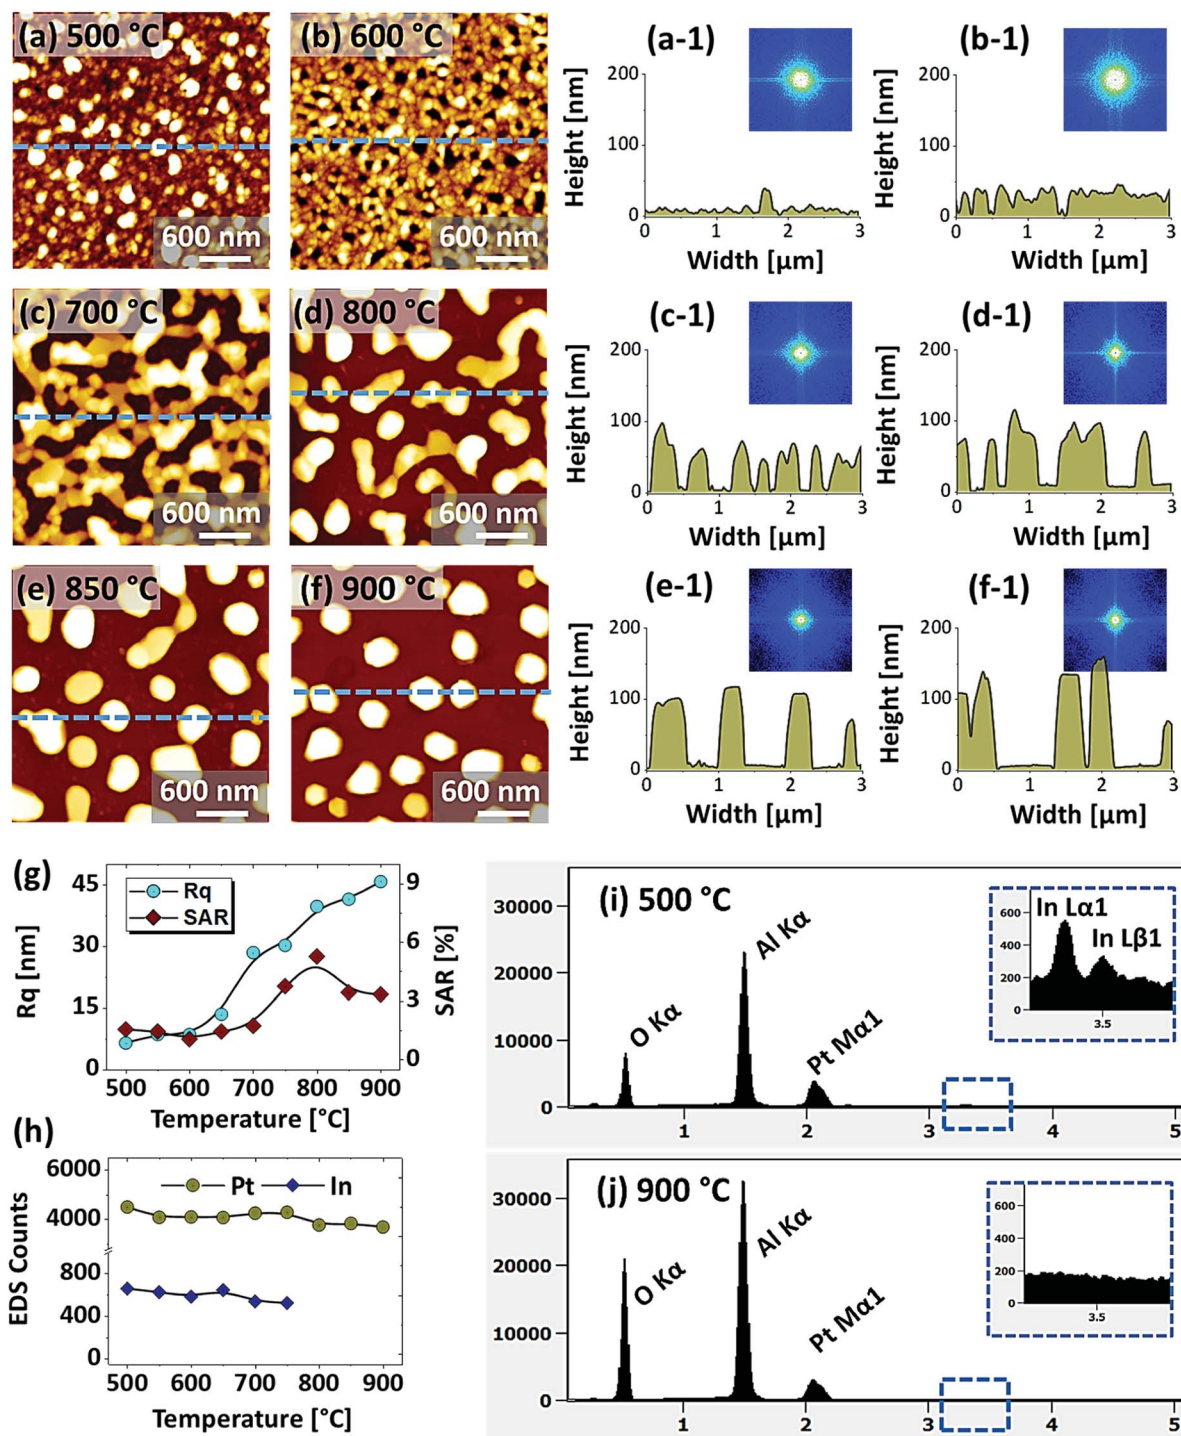 (a) 500 °C
600 nm
(b) 600 °C
600 nm
(a-1)
Height [nm]
200
100
0
0 1 2 3
Width [µm]
(b-1)
Height [nm]
200
100
0
0 1 2 3
Width [µm]
(c) 700 °C
600 nm
(d) 800 °C
600 nm
(c-1)
Height [nm]
200
100
0
0 1 2 3
Width [µm]
(d-1)
Height [nm]
200
100
0
0 1 2 3
Width [µm]
(e) 850 °C
600 nm
(f) 900 °C
600 nm
(e-1)
Height [nm]
200
100
0
0 1 2 3
Width [µm]
(f-1)
Height [nm]
200
100
0
0 1 2 3
Width [µm]
(g)
Rq [nm]
45
30
15
0
Rq
SAR
SAR [%]
9
6
3
0
500 600 700 800 900
Temperature [°C]
(h)
EDS Counts
6000
4000
800
400
0
Pt In
500 600 700 800 900
Temperature [°C]
(i) 500 °C
30000
20000
10000
0
O Kα
Al Kα
Pt Mα1
1 2 3 4 5
600
400
200
0
In Lα1
In Lβ1
3.5
(j) 900 °C
30000
20000
10000
0
O Kα
Al Kα
Pt Mα1
1 2 3 4 5
600
400
200
0
3.5